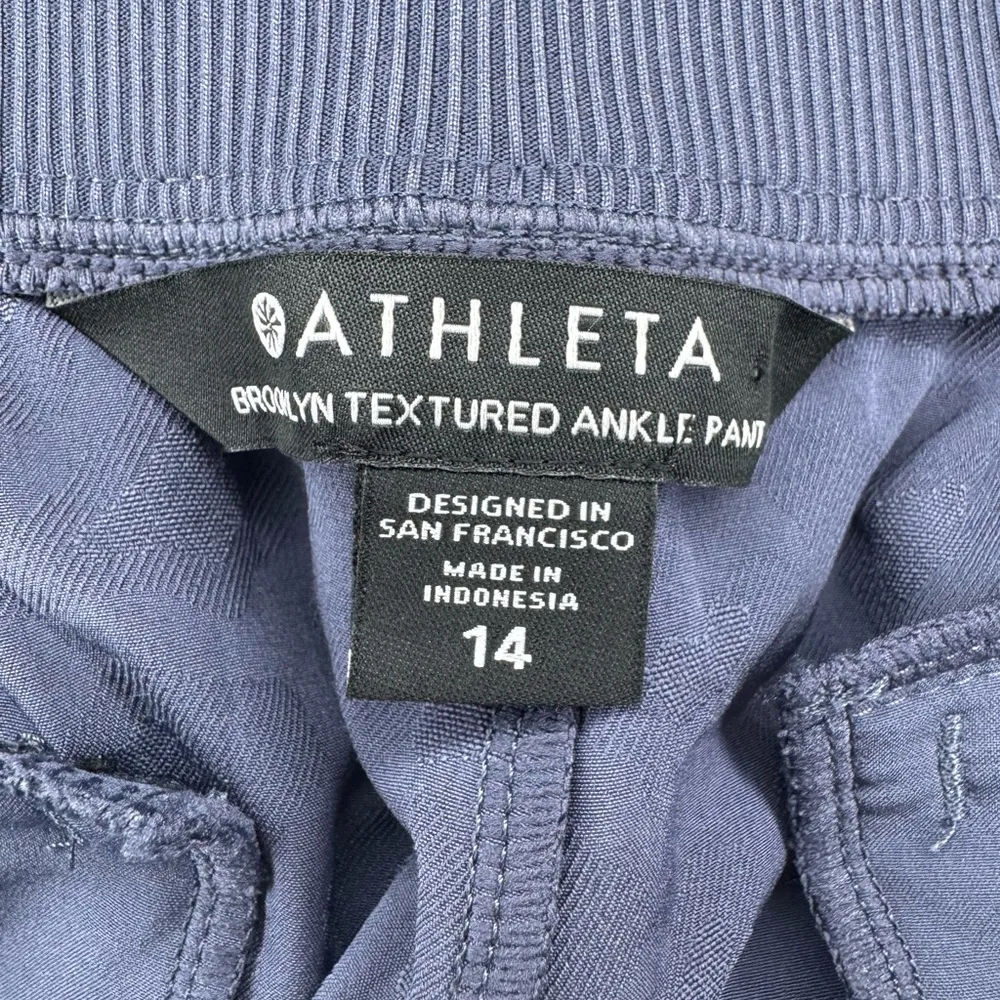 ATHLETA
BROOKLYN TEXTURED ANKLE PANT
DESIGNED IN
SAN FRANCISCO
MADE IN
INDONESIA
14